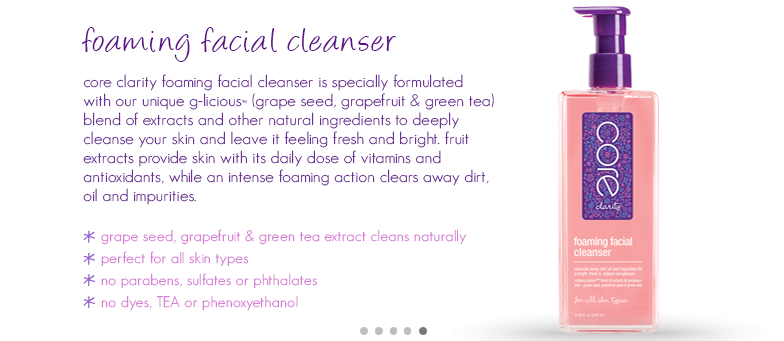 foaming facial cleanser
core clarity foaming facial cleanser is specially formulated
with our unique g-licious™ (grape seed, grapefruit & green tea)
blend of extracts and other natural ingredients to deeply
cleanse your skin and leave it feeling fresh and bright. fruit
extracts provide skin with its daily dose of vitamins and
antioxidants, while an intense foaming action clears away dirt,
oil and impurities.
* grape seed, grapefruit & green tea extract cleans naturally
* perfect for all skin types
* no parabens, sulfates or phthalates
* no dyes, TEA or phenoxyethanol
core
clarity
foaming facial
cleanser
for all skin types